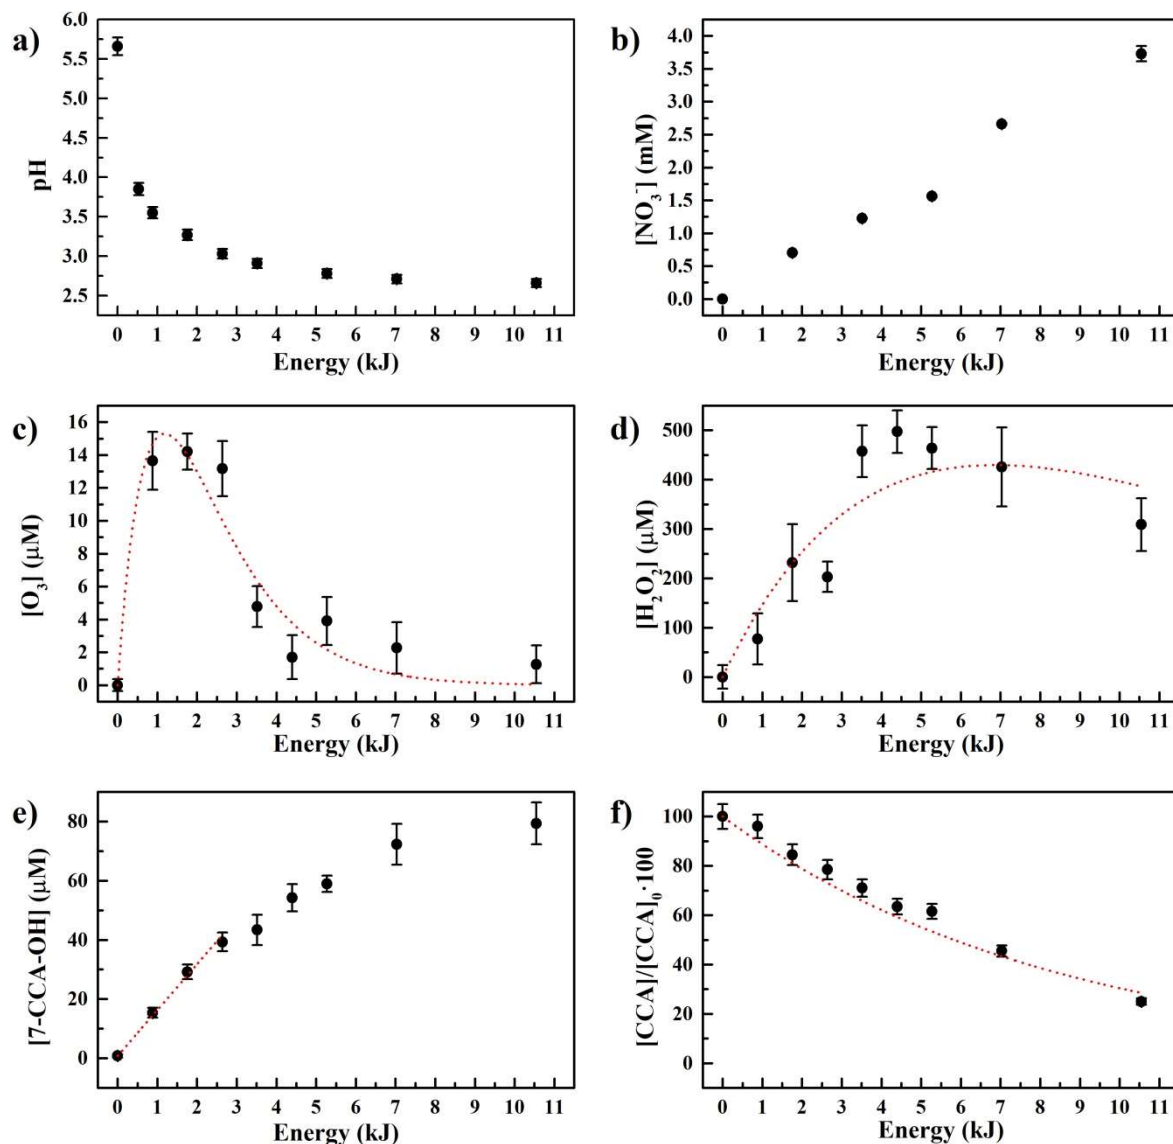 a)
6.0
5.5
5.0
4.5
4.0
3.5
3.0
2.5
pH
0 1 2 3 4 5 6 7 8 9 10 11
Energy (kJ)
b)
4.0
3.5
3.0
2.5
2.0
1.5
1.0
0.5
0.0
[NO₃⁻] (mM)
0 1 2 3 4 5 6 7 8 9 10 11
Energy (kJ)
c)
16
14
12
10
8
6
4
2
0
[O₃] (μM)
0 1 2 3 4 5 6 7 8 9 10 11
Energy (kJ)
d)
500
400
300
200
100
0
[H₂O₂] (μM)
0 1 2 3 4 5 6 7 8 9 10 11
Energy (kJ)
e)
80
60
40
20
0
[7-CCA-OH] (μM)
0 1 2 3 4 5 6 7 8 9 10 11
Energy (kJ)
f)
100
80
60
40
20
0
[CCA]/[CCA]₀·100
0 1 2 3 4 5 6 7 8 9 10 11
Energy (kJ)